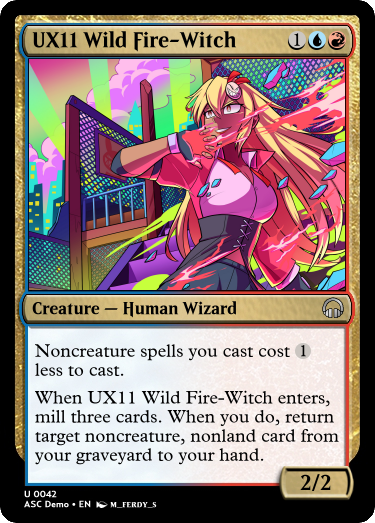 UX11 Wild Fire-Witch 1
Creature — Human Wizard
Noncreature spells you cast cost 1
less to cast.
When UX11 Wild Fire-Witch enters,
mill three cards. When you do, return
target noncreature, nonland card from
your graveyard to your hand.
2/2
U 0042
ASC Demo • EN M_FERDY_S